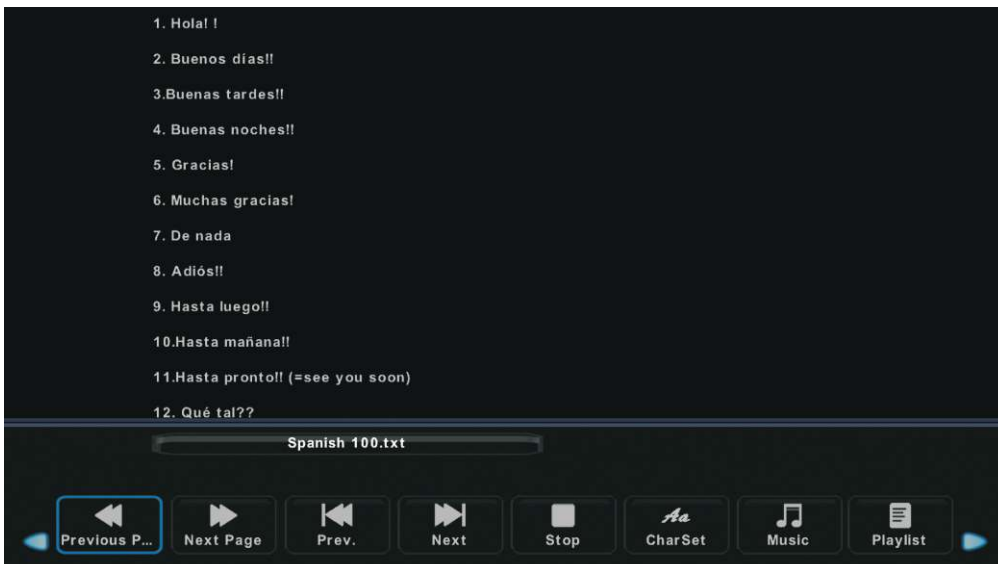 1. Hola! !
2. Buenos días!!
3.Buenas tardes!!
4. Buenas noches!!
5. Gracias!
6. Muchas gracias!
7. De nada
8. Adiós!!
9. Hasta luego!!
10.Hasta mañana!!
11.Hasta pronto!! (=see you soon)
12. Qué tal??
Spanish 100.txt
Previous P... Next Page Prev. Next Stop CharSet Music Playlist